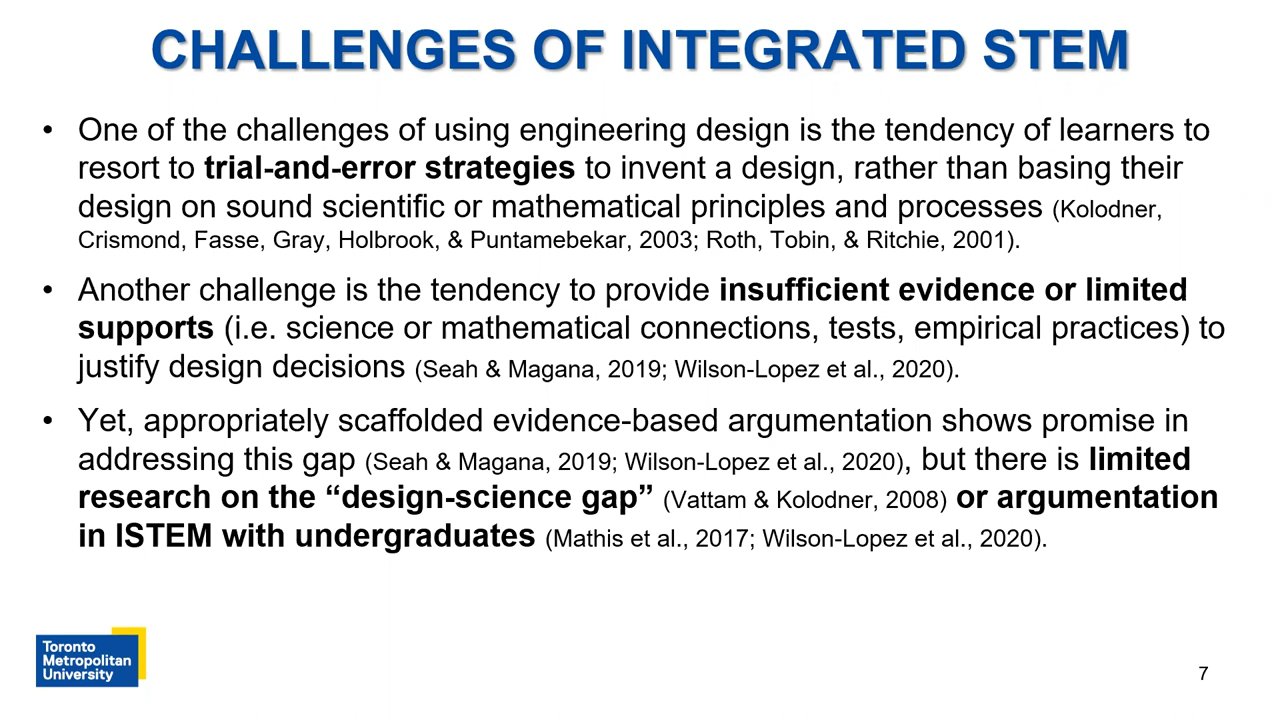 CHALLENGES OF INTEGRATED STEM
• One of the challenges of using engineering design is the tendency of learners to
resort to trial-and-error strategies to invent a design, rather than basing their
design on sound scientific or mathematical principles and processes (Kolodner,
Crismond, Fasse, Gray, Holbrook, & Puntamebekar, 2003; Roth, Tobin, & Ritchie, 2001).
• Another challenge is the tendency to provide insufficient evidence or limited
supports (i.e. science or mathematical connections, tests, empirical practices) to
justify design decisions (Seah & Magana, 2019; Wilson-Lopez et al., 2020).
• Yet, appropriately scaffolded evidence-based argumentation shows promise in
addressing this gap (Seah & Magana, 2019; Wilson-Lopez et al., 2020), but there is limited
research on the “design-science gap” (Vattam & Kolodner, 2008) or argumentation
in ISTEM with undergraduates (Mathis et al., 2017; Wilson-Lopez et al., 2020).
Toronto
Metropolitan
University
7